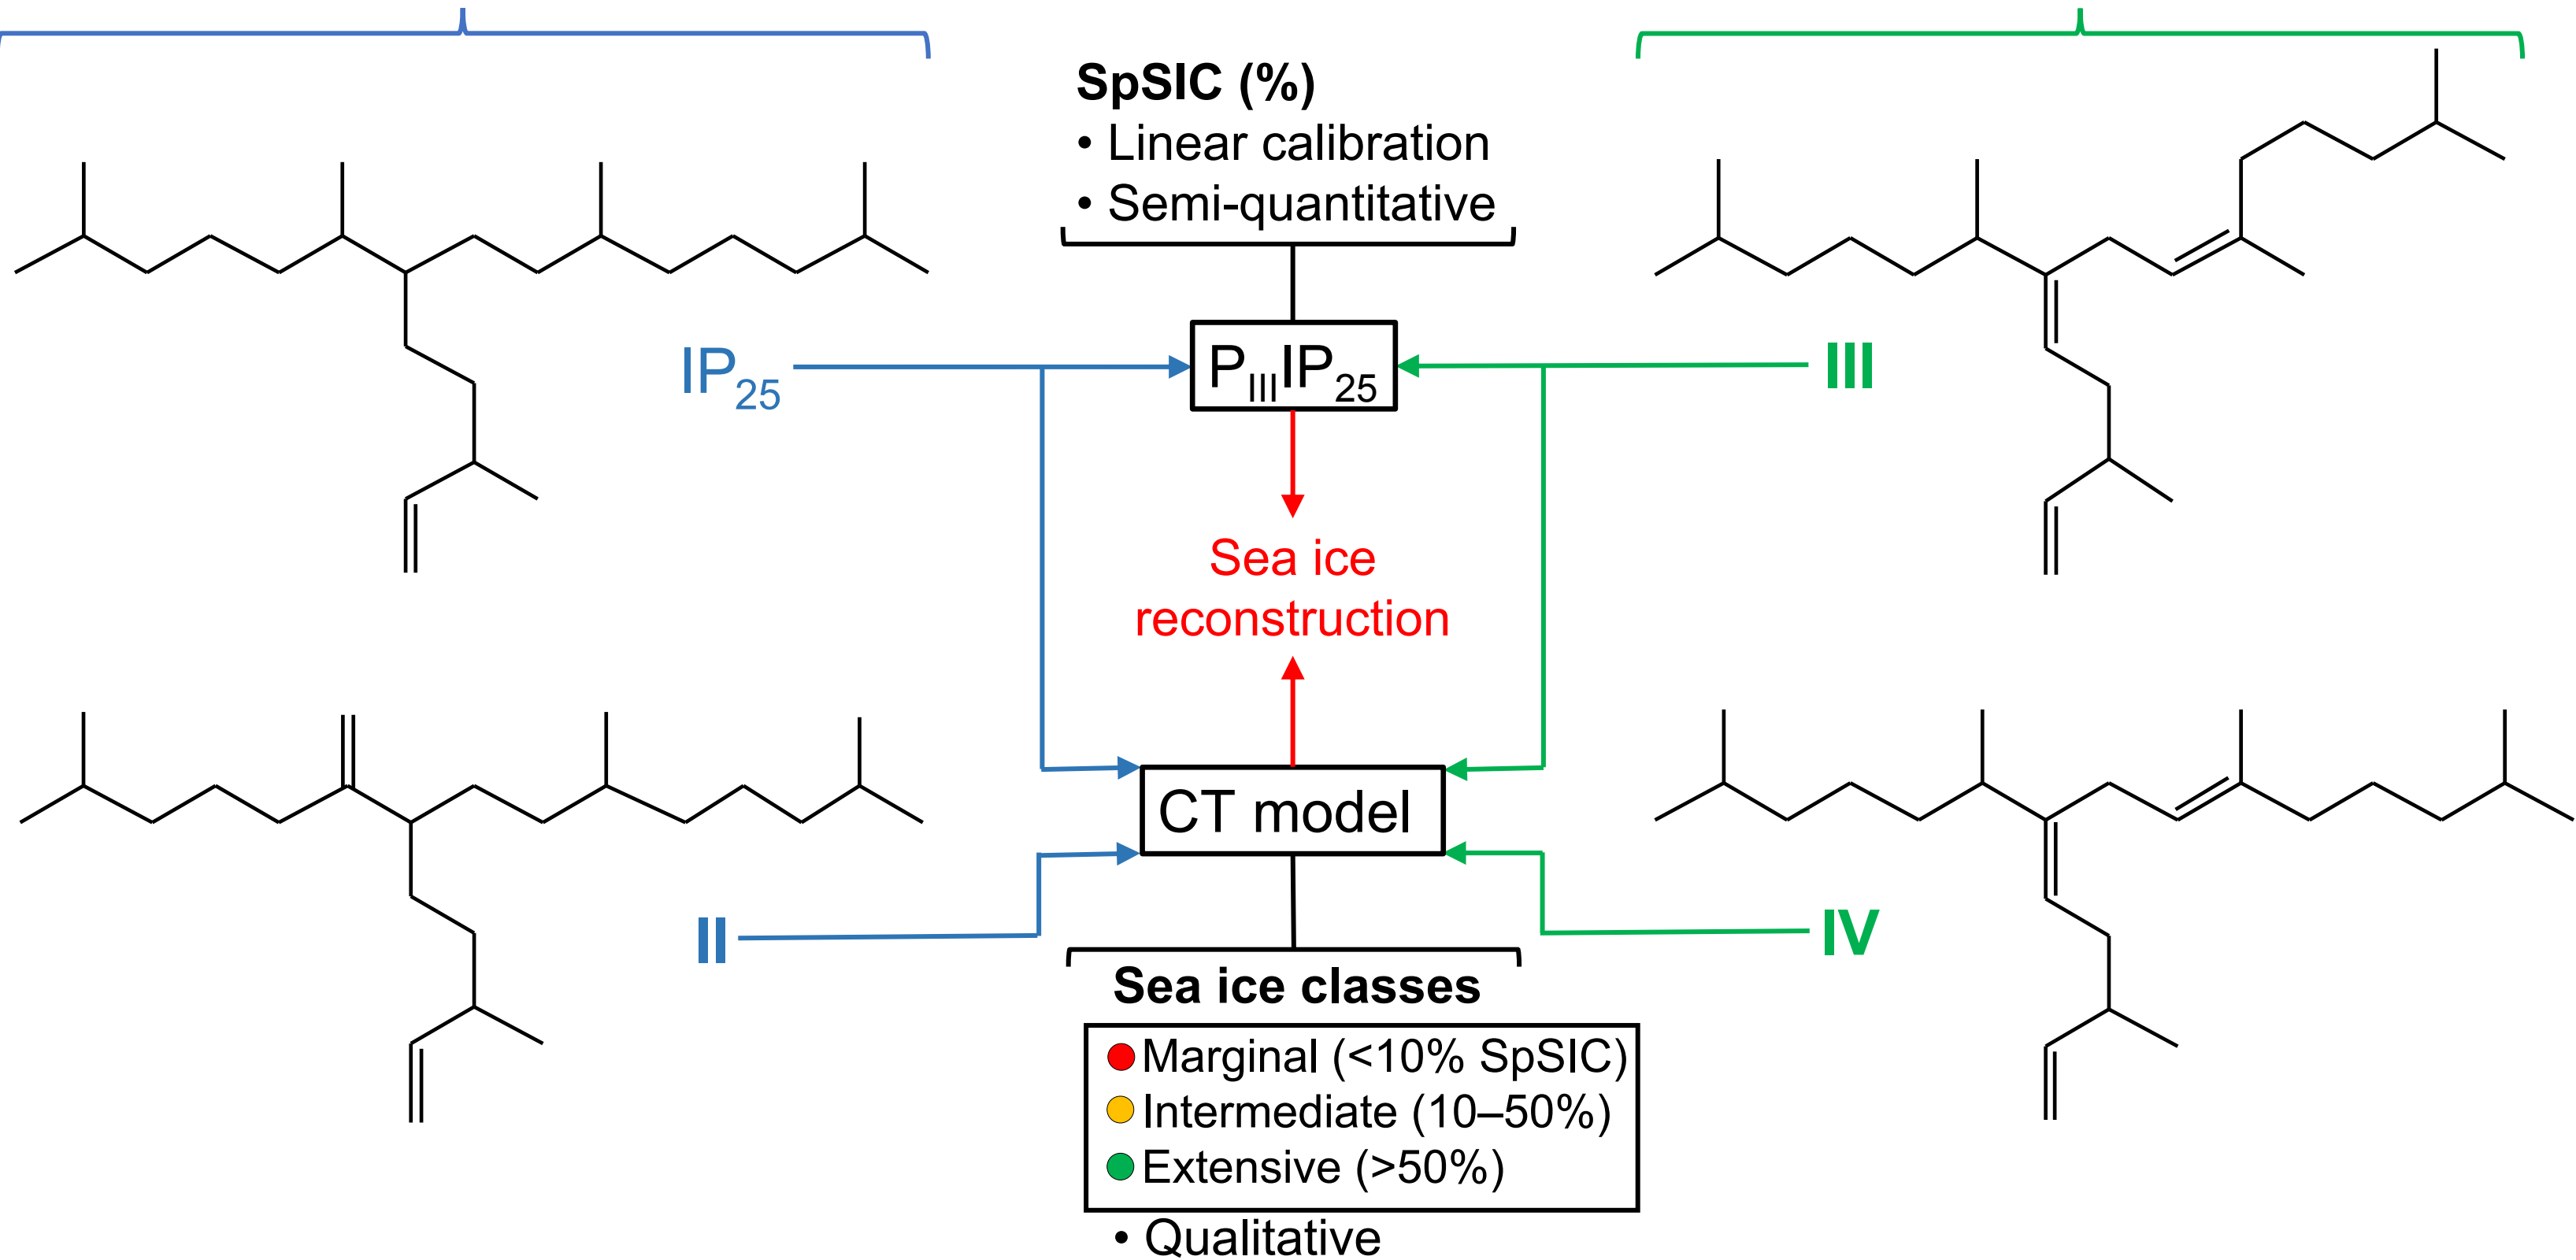 SpSIC (%)
• Linear calibration
• Semi-quantitative
IP25
PIIIIP25
III
Sea ice
reconstruction
CT model
II
IV
Sea ice classes
Marginal (<10% SpSIC)
Intermediate (10–50%)
Extensive (>50%)
• Qualitative